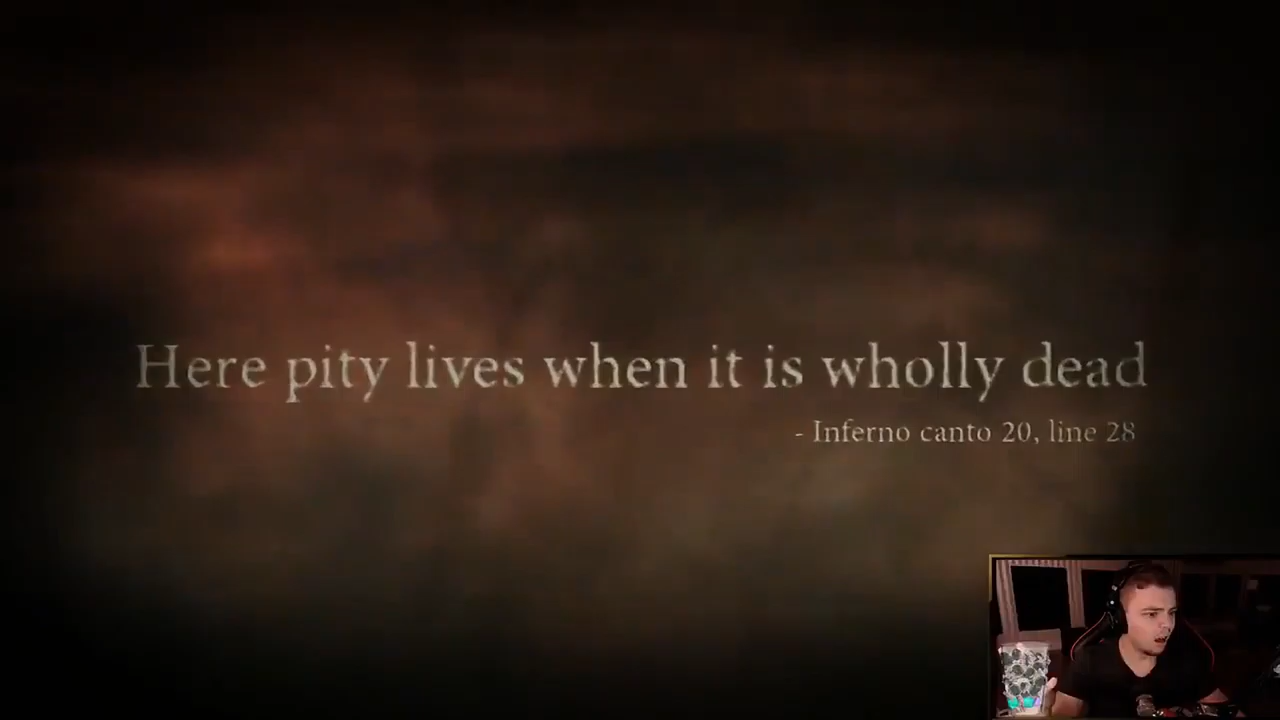 Here pity lives when it is wholly dead
- Inferno canto 20, line 28